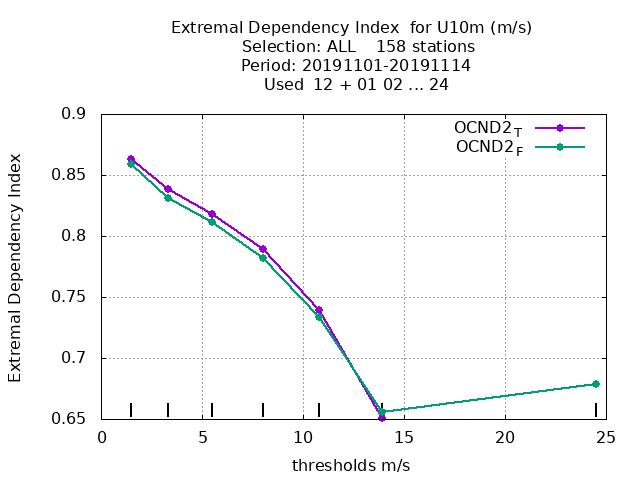 Extremal Dependency Index  for U10m (m/s)
Selection: ALL    158 stations
Period: 20191101-20191114
Used  12 + 01 02 ... 24
OCND2T
OCND2F
Extremal Dependency Index
0.9
0.85
0.8
0.75
0.7
0.65
0 5 10 15 20 25
thresholds m/s